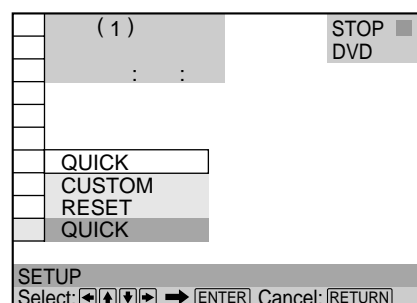 ( 1 )
STOP
DVD
: :
QUICK
CUSTOM
RESET
QUICK
SETUP
Select: ← ↑ ↓ → ➡ ENTER Cancel: RETURN